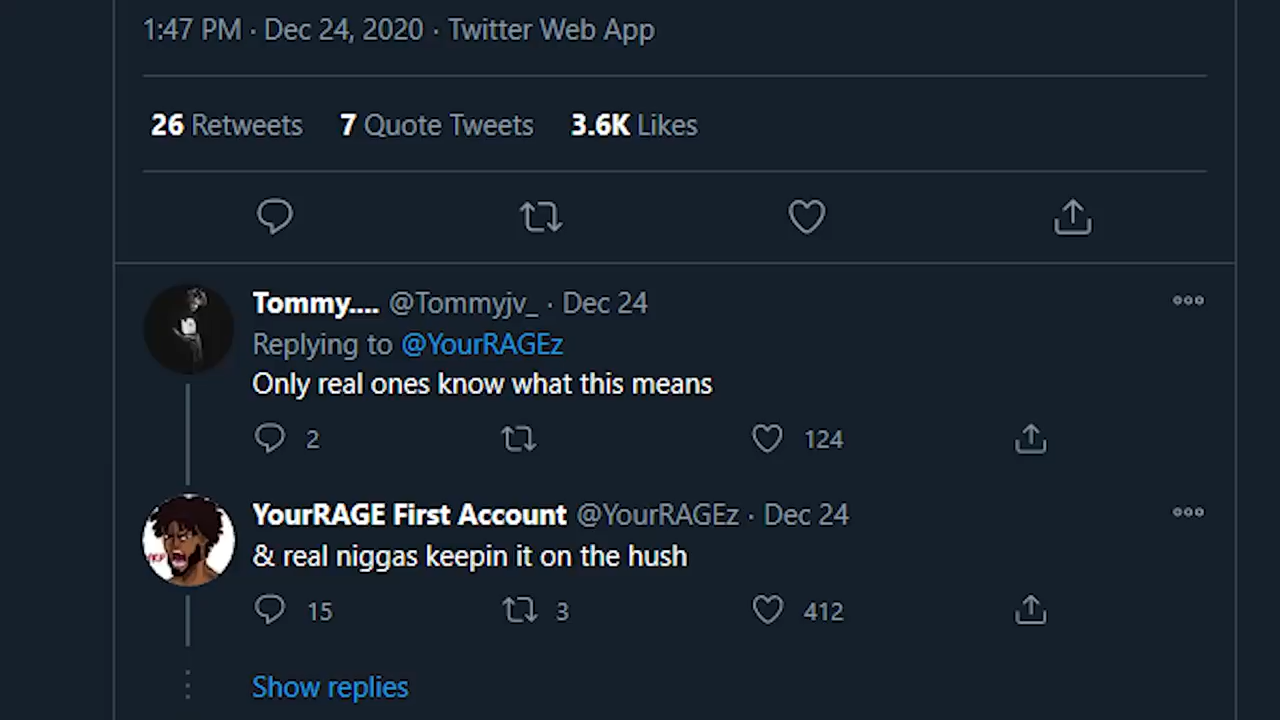 1:47 PM · Dec 24, 2020 · Twitter Web App
26 Retweets 7 Quote Tweets 3.6K Likes
Tommy.... @Tommyjv_ · Dec 24
Replying to @YourRAGEz
Only real ones know what this means
2 124
YourRAGE First Account @YourRAGEz · Dec 24
& real niggas keepin it on the hush
15 3 412
Show replies